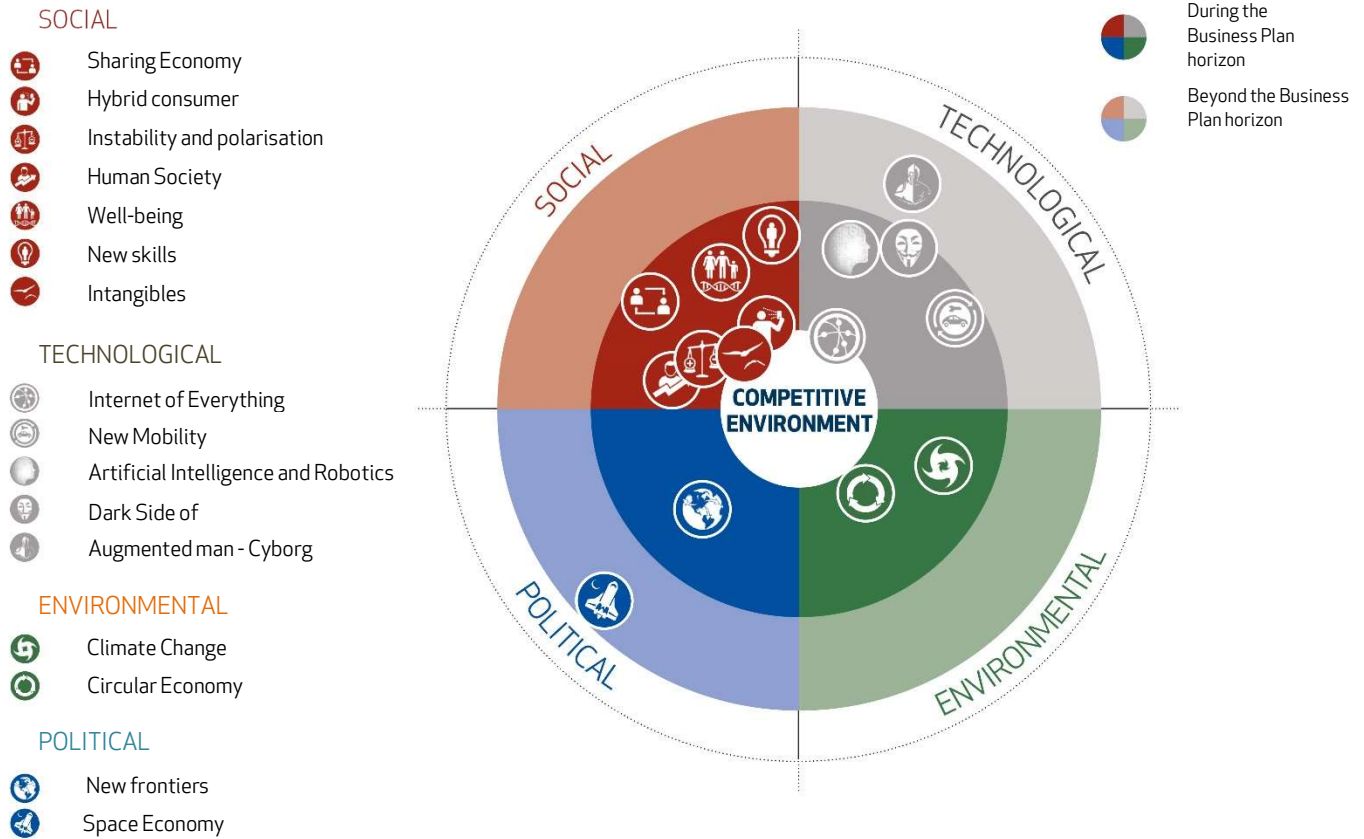 SOCIAL
Sharing Economy
Hybrid consumer
Instability and polarisation
Human Society
Well-being
New skills
Intangibles
TECHNOLOGICAL
Internet of Everything
New Mobility
Artificial Intelligence and Robotics
Dark Side of
Augmented man - Cyborg
ENVIRONMENTAL
Climate Change
Circular Economy
POLITICAL
New frontiers
Space Economy
SOCIAL
TECHNOLOGICAL
COMPETITIVE
ENVIRONMENT
POLITICAL
ENVIRONMENTAL
During the
Business Plan
horizon
Beyond the Business
Plan horizon